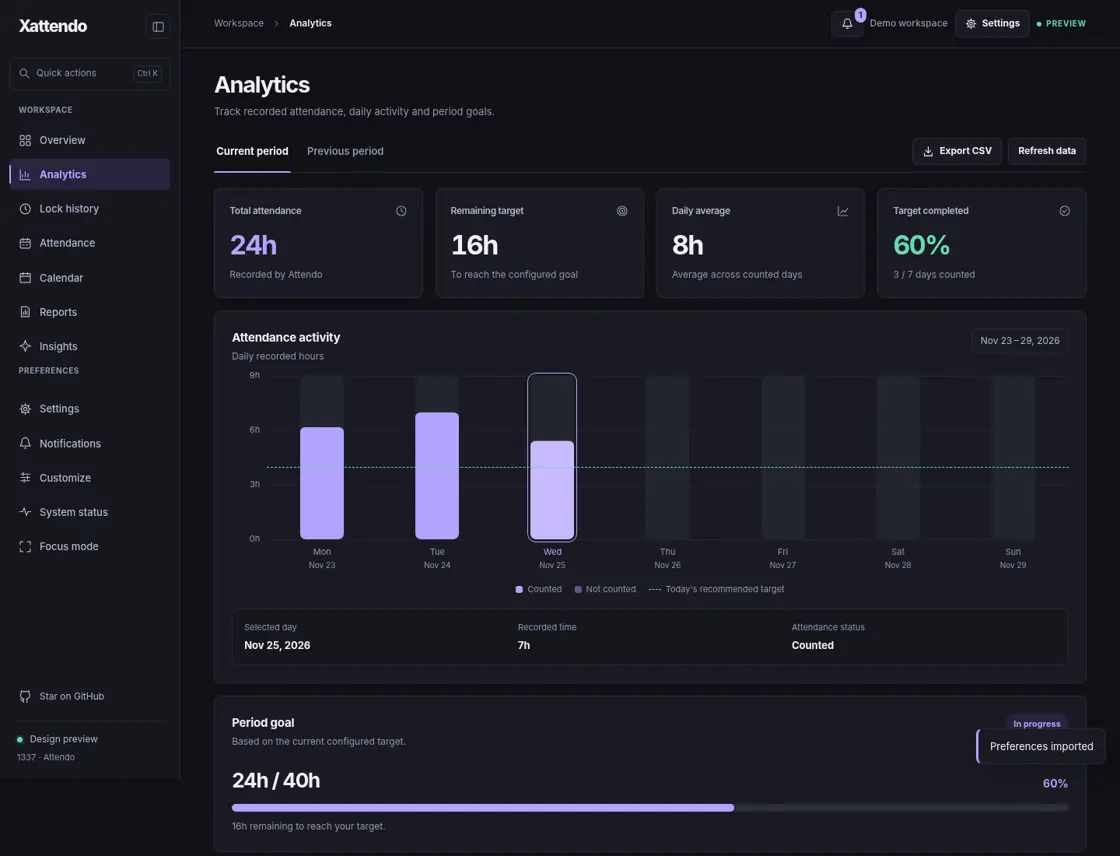 Xattendo
Quick actions
Ctrl K
WORKSPACE
Overview
Analytics
Lock history
Attendance
Calendar
Reports
Insights
PREFERENCES
Settings
Notifications
Customize
System status
Focus mode
Star on GitHub
Design preview
1337 · Attendo
Workspace > Analytics
1
Demo workspace
Settings
PREVIEW
Analytics
Track recorded attendance, daily activity and period goals.
Current period
Previous period
Export CSV
Refresh data
Total attendance
24h
Recorded by Attendo
Remaining target
16h
To reach the configured goal
Daily average
8h
Average across counted days
Target completed
60%
3 / 7 days counted
Attendance activity
Daily recorded hours
Nov 23 – 29, 2026
9h
6h
3h
0h
Mon
Nov 23
Tue
Nov 24
Wed
Nov 25
Thu
Nov 26
Fri
Nov 27
Sat
Nov 28
Sun
Nov 29
Counted
Not counted
Today's recommended target
Selected day
Nov 25, 2026
Recorded time
7h
Attendance status
Counted
Period goal
Based on the current configured target.
In progress
Preferences imported
24h / 40h
60%
16h remaining to reach your target.